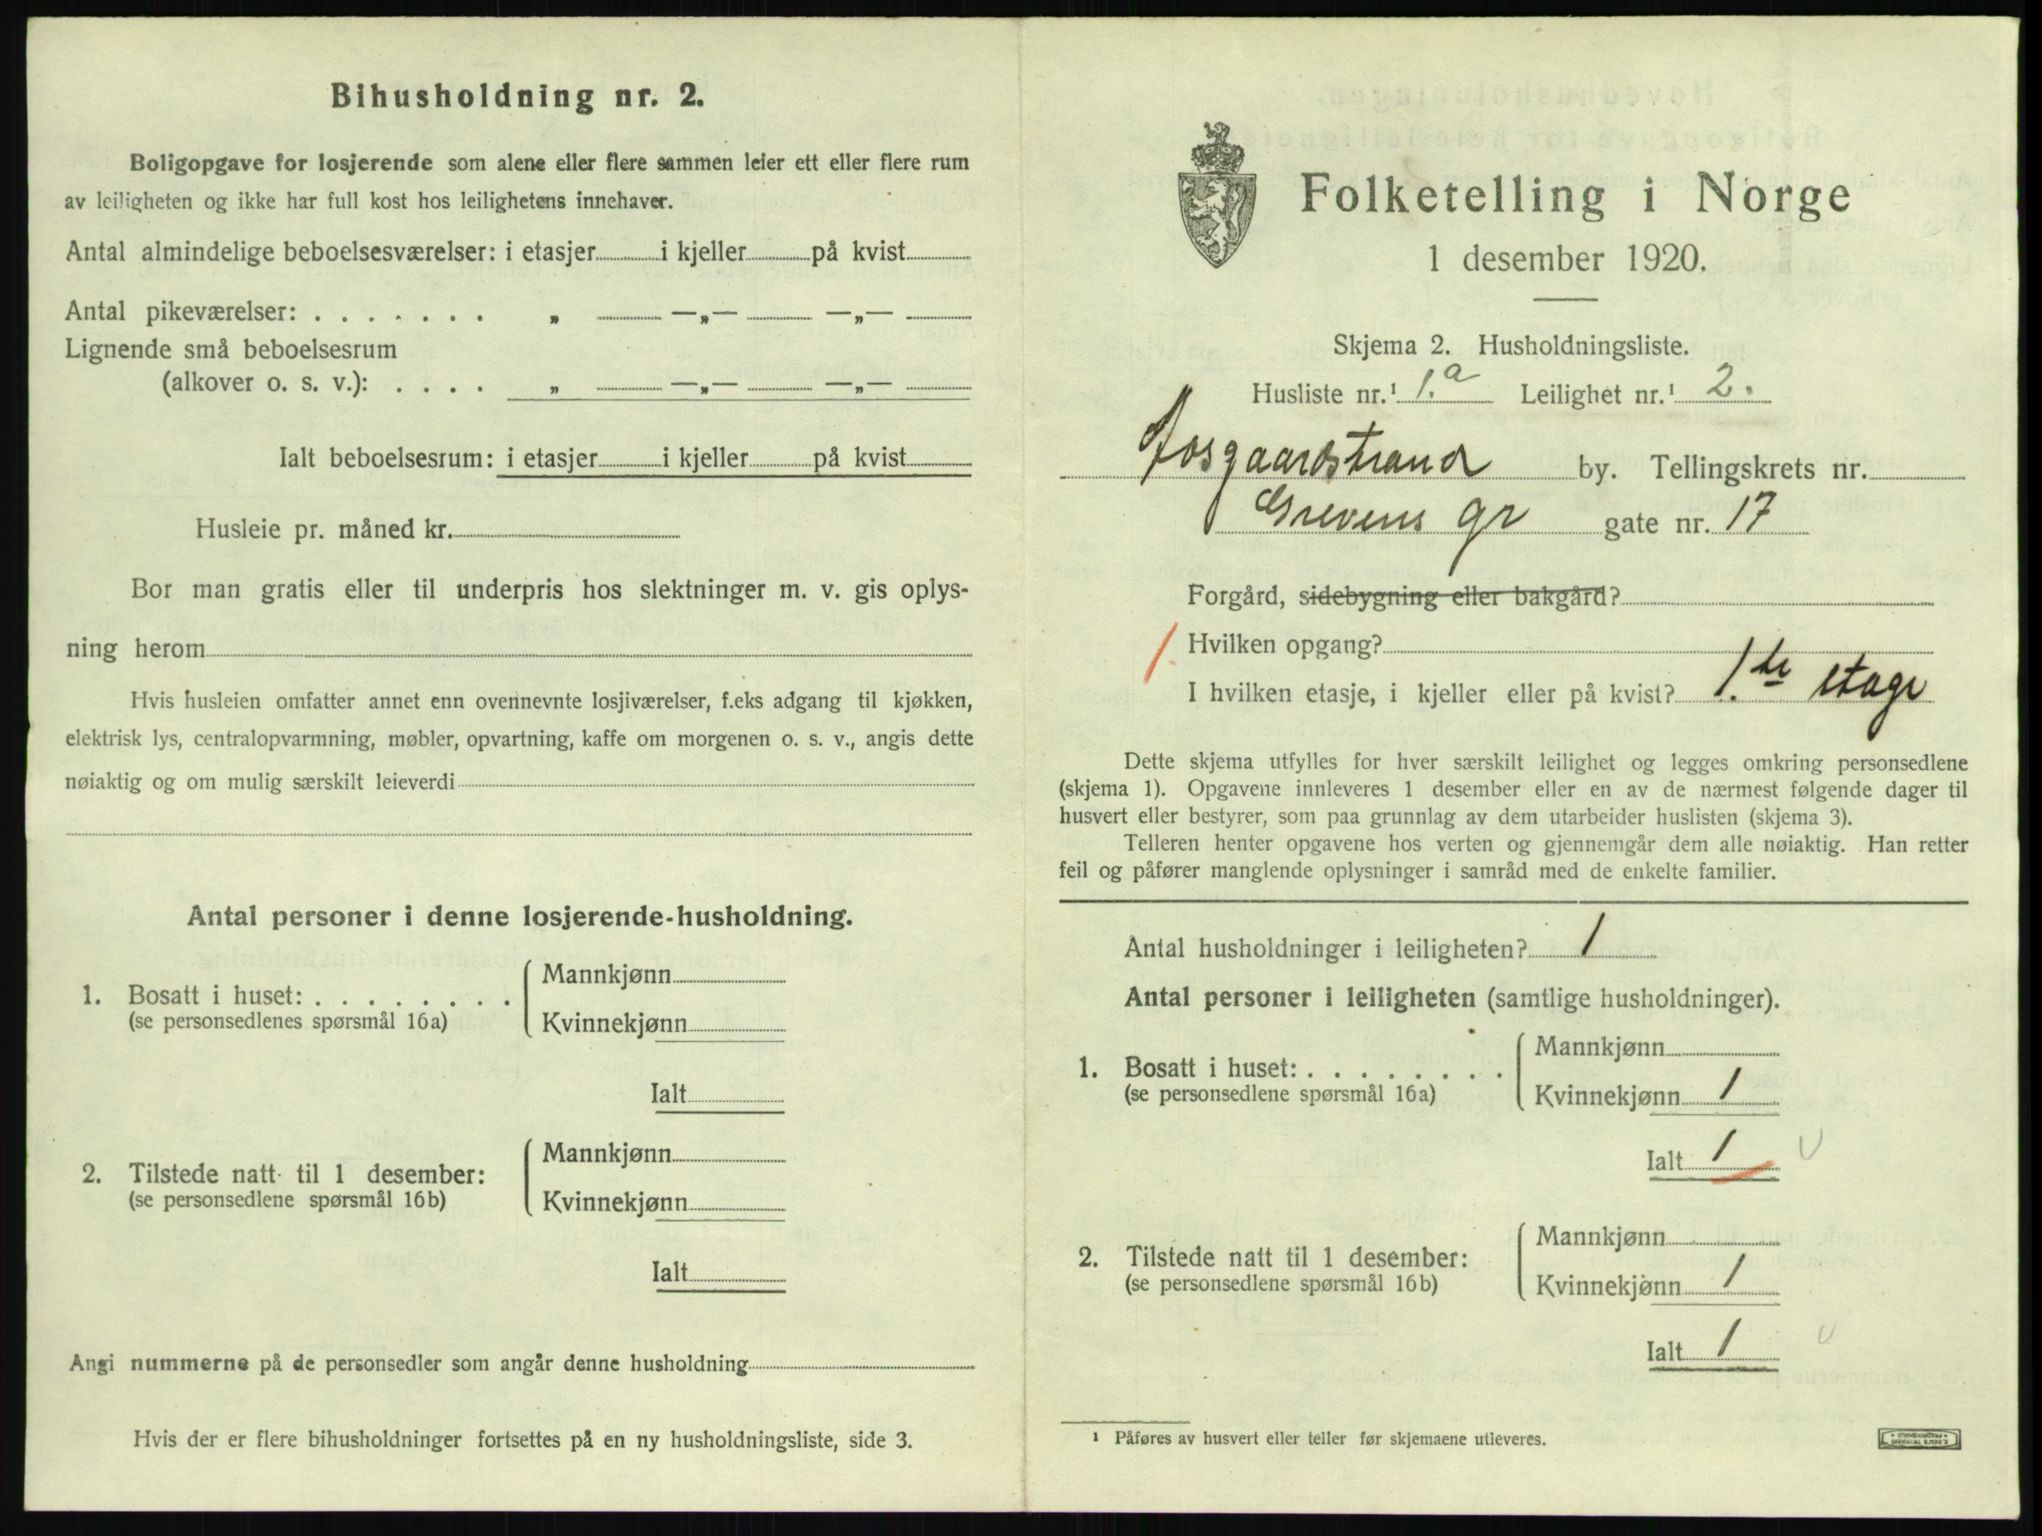 Bihusholdning nr. 2.
Boligopgave for losjerende som alene eller flere sammen leier ett eller flere rum
av leiligheten og ikke har full kost hos leilighetens innehaver.
Antal almindelige beboelsesværelser: i etasjer i kjeller på kvist
Antal pikeværelser: . . . . . . . „ —„— —„—
Lignende små beboelsesrum
(alkover o. s. v.): . . . . „ —„— —„—
Ialt beboelsesrum: i etasjer i kjeller på kvist
Husleie pr. måned kr.
Bor man gratis eller til underpris hos slektninger m. v. gis oplys-
ning herom
Hvis husleien omfatter annet enn ovennevnte losjiværelser, f.eks adgang til kjøkken,
elektrisk lys, centralopvarmning, møbler, opvartning, kaffe om morgenen o. s. v., angis dette
nøiaktig og om mulig særskilt leieverdi
Antal personer i denne losjerende-husholdning.
1. Bosatt i huset: . . . . . . . .
(se personsedlenes spørsmål 16a)
Mannkjønn
Kvinnekjønn
Ialt
2. Tilstede natt til 1 desember:
(se personsedlene spørsmål 16b)
Mannkjønn
Kvinnekjønn
Ialt
Angi nummerne på de personsedler som angår denne husholdning
Hvis der er flere bihusholdninger fortsettes på en ny husholdningsliste, side 3.
Folketelling i Norge
1 desember 1920.
Skjema 2. Husholdningsliste.
Husliste nr.¹ 1.a Leilighet nr.¹ 2.
Aasgaardstrand by. Tellingskrets nr.
Grevens gr gate nr. 17
Forgård, sidebygning eller bakgård?
1. Hvilken opgang?
I hvilken etasje, i kjeller eller på kvist? 1.te etage
Dette skjema utfylles for hver særskilt leilighet og legges omkring personsedlene
(skjema 1). Opgavene innleveres 1 desember eller en av de nærmest følgende dager til
husvert eller bestyrer, som paa grunnlag av dem utarbeider huslisten (skjema 3).
Telleren henter opgavene hos verten og gjennemgår dem alle nøiaktig. Han retter
feil og påfører manglende oplysninger i samråd med de enkelte familier.
Antal husholdninger i leiligheten? 1
Antal personer i leiligheten (samtlige husholdninger).
1. Bosatt i huset: . . . . . . . .
(se personsedlene spørsmål 16a)
Mannkjønn
Kvinnekjønn 1
Ialt 1
2. Tilstede natt til 1 desember:
(se personsedlene spørsmål 16b)
Mannkjønn
Kvinnekjønn 1
Ialt 1
¹ Påføres av husvert eller teller før skjemaene utleveres.